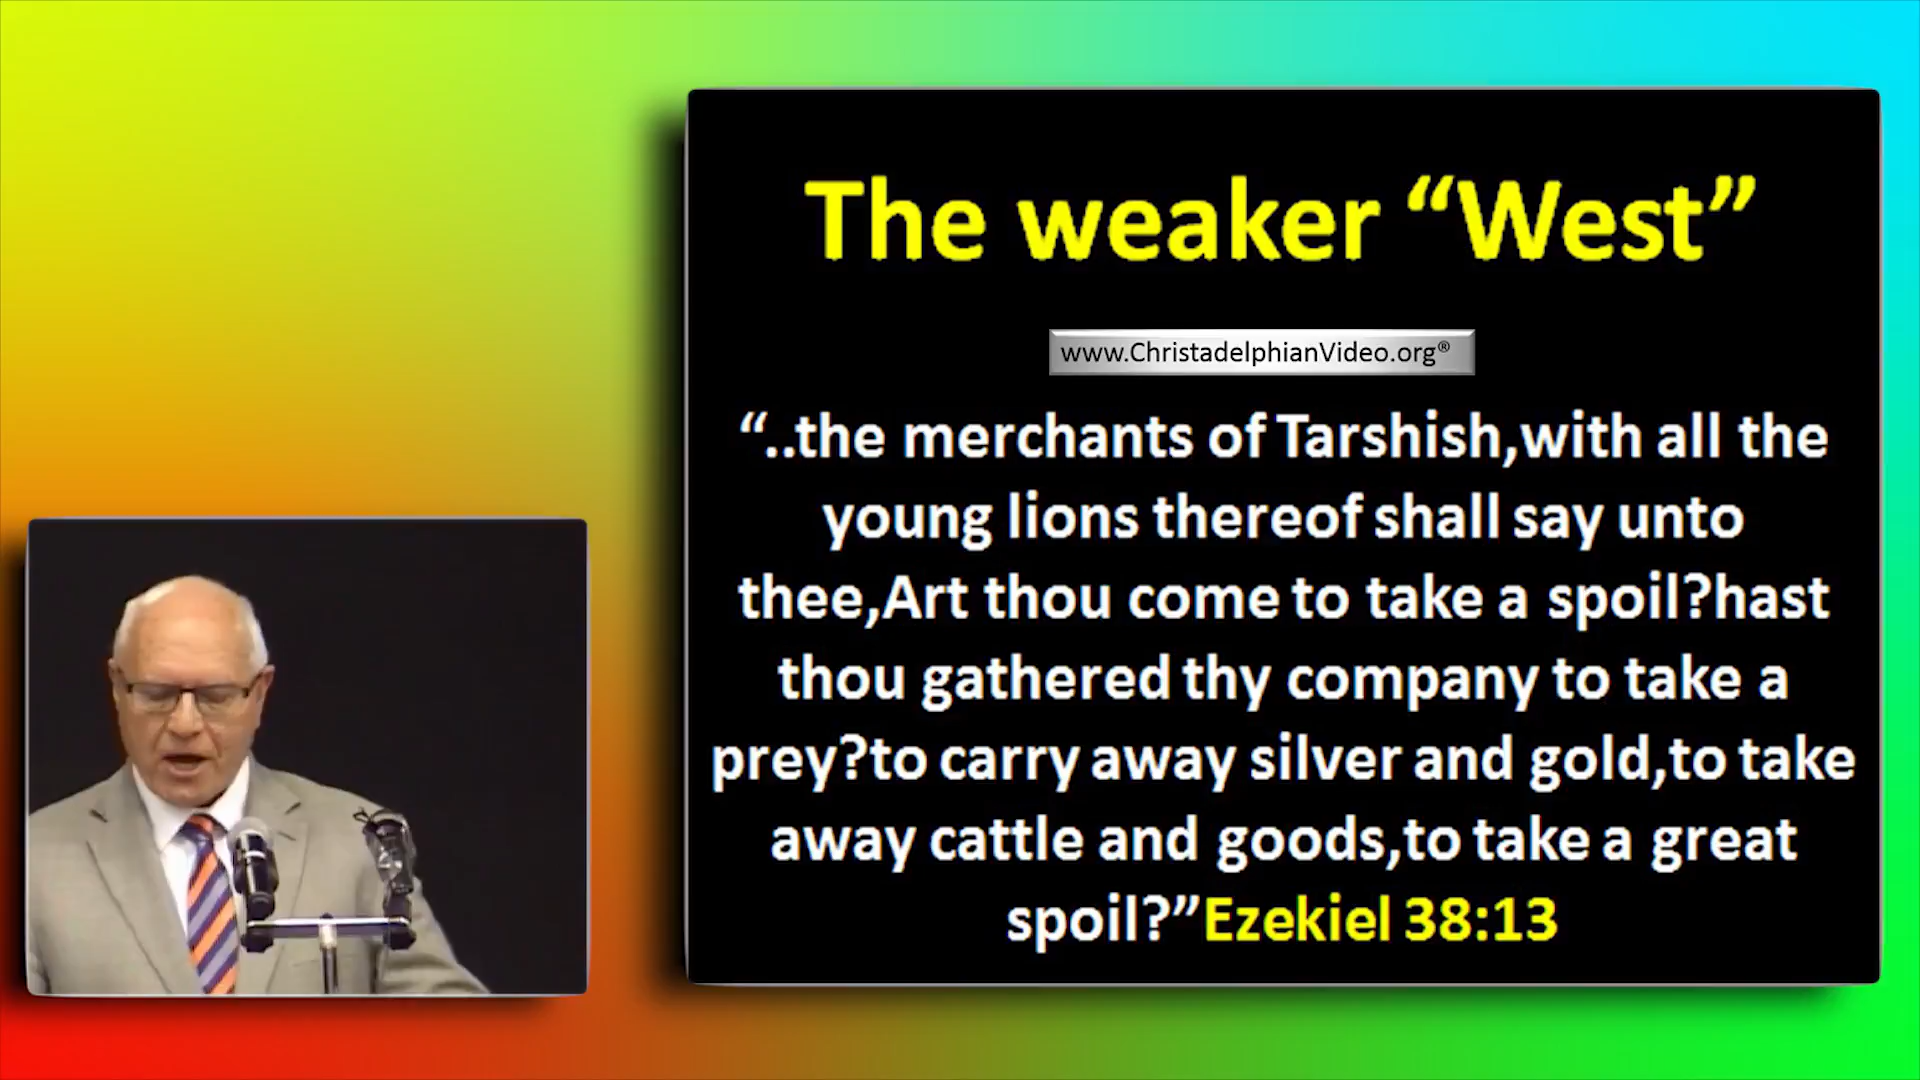 The weaker “West”
www.ChristadelphianVideo.org®
“..the merchants of Tarshish,with all the
young lions thereof shall say unto
thee,Art thou come to take a spoil?hast
thou gathered thy company to take a
prey?to carry away silver and gold,to take
away cattle and goods,to take a great
spoil?”Ezekiel 38:13